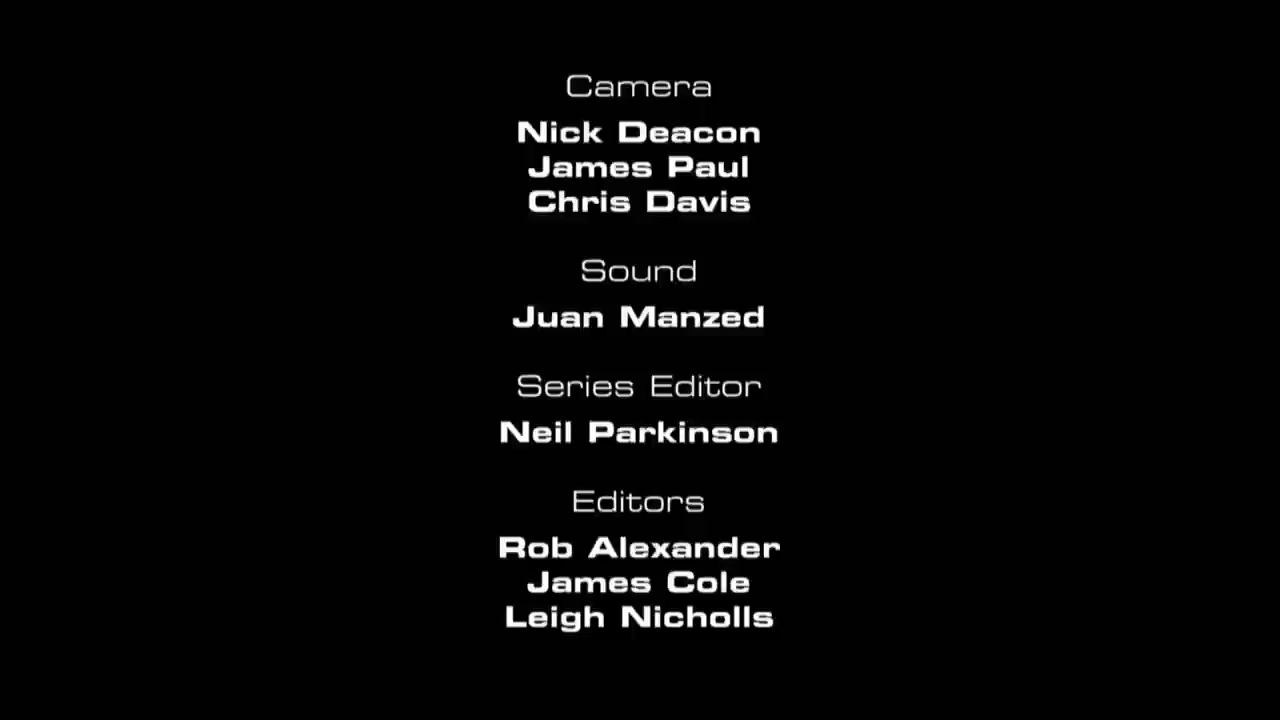 Camera
Nick Deacon
James Paul
Chris Davis
Sound
Juan Manzed
Series Editor
Neil Parkinson
Editors
Rob Alexander
James Cole
Leigh Nicholls